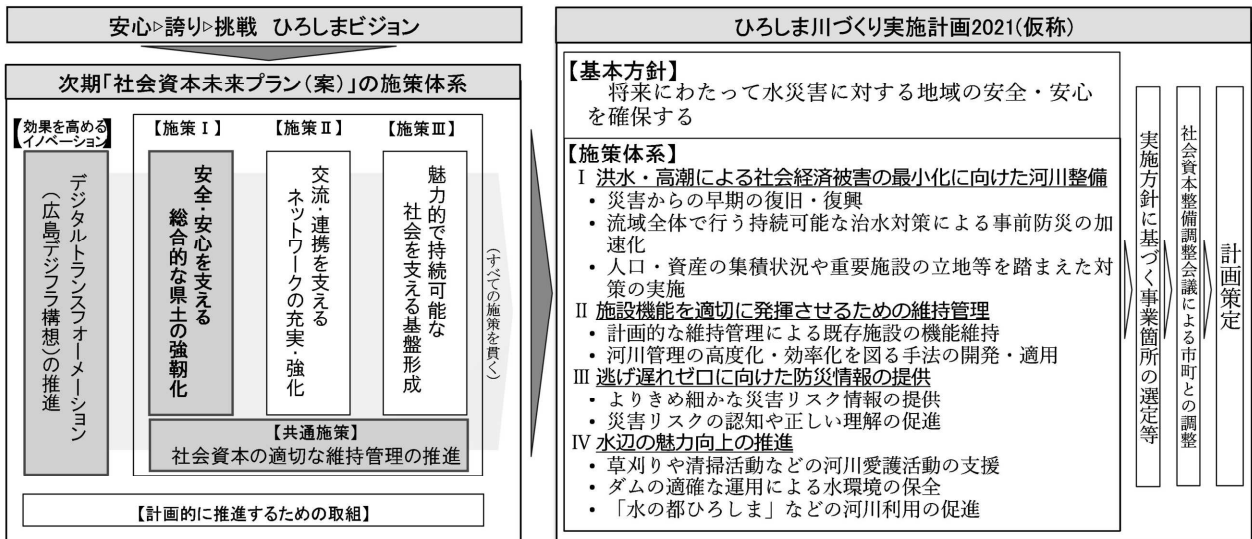 安心▷誇り▷挑戦 ひろしまビジョン
次期「社会資本未来プラン(案)」の施策体系
【効果を高める
イノベーション】
デジタルトランスフォーメーション
(広島デジフラ構想)の推進
【施策Ⅰ】
安全・安心を支える
総合的な県土の強靭化
【施策Ⅱ】
交流・連携を支える
ネットワークの充実・強化
【施策Ⅲ】
魅力的で持続可能な
社会を支える基盤形成
(すべての施策を貫く)
【共通施策】
社会資本の適切な維持管理の推進
【計画的に推進するための取組】
ひろしま川づくり実施計画2021(仮称)
【基本方針】
将来にわたって水災害に対する地域の安全・安心
を確保する
【施策体系】
Ⅰ 洪水・高潮による社会経済被害の最小化に向けた河川整備
・ 災害からの早期の復旧・復興
・ 流域全体で行う持続可能な治水対策による事前防災の加
速化
・ 人口・資産の集積状況や重要施設の立地等を踏まえた対
策の実施
Ⅱ 施設機能を適切に発揮させるための維持管理
・ 計画的な維持管理による既存施設の機能維持
・ 河川管理の高度化・効率化を図る手法の開発・適用
Ⅲ 逃げ遅れゼロに向けた防災情報の提供
・ よりきめ細かな災害リスク情報の提供
・ 災害リスクの認知や正しい理解の促進
Ⅳ 水辺の魅力向上の推進
・ 草刈りや清掃活動などの河川愛護活動の支援
・ ダムの適確な運用による水環境の保全
・ 「水の都ひろしま」などの河川利用の促進
実施方針に基づく事業箇所の選定等
社会資本整備調整会議による市町との調整
計画策定